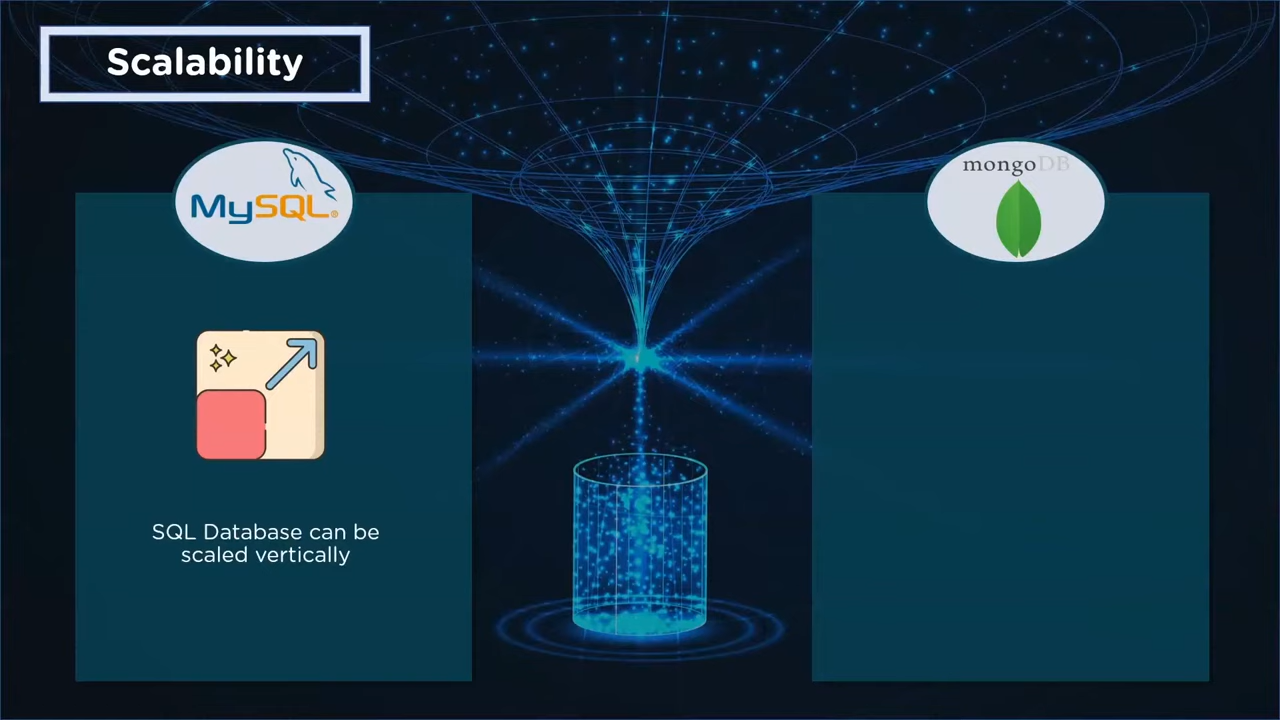 Scalability
MySQL®
mongoDB
SQL Database can be
scaled vertically